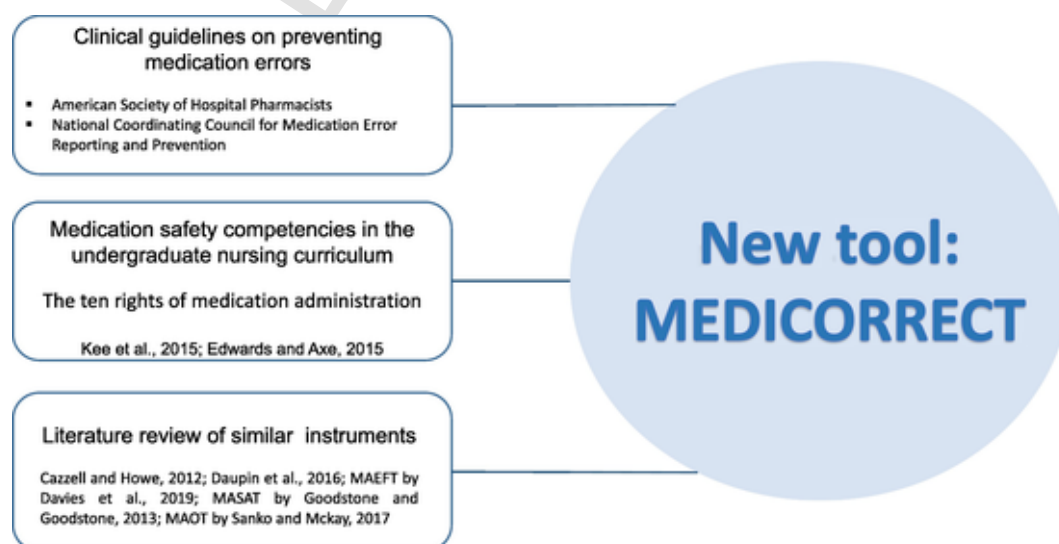 Clinical guidelines on preventing
medication errors
▪ American Society of Hospital Pharmacists
▪ National Coordinating Council for Medication Error
Reporting and Prevention
Medication safety competencies in the
undergraduate nursing curriculum
The ten rights of medication administration
Kee et al., 2015; Edwards and Axe, 2015
Literature review of similar instruments
Cazzell and Howe, 2012; Daupin et al., 2016; MAEFT by
Davies et al., 2019; MASAT by Goodstone and
Goodstone, 2013; MAOT by Sanko and Mckay, 2017
New tool:
MEDICORRECT